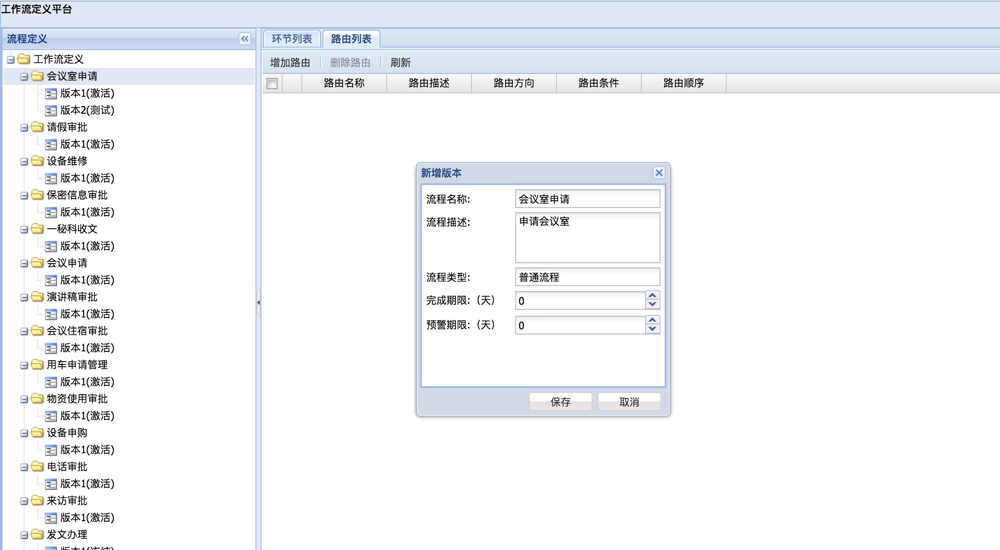 工作流定义平台
流程定义
工作流定义
会议室申请
版本1(激活)
版本2(测试)
请假审批
版本1(激活)
设备维修
版本1(激活)
保密信息审批
版本1(激活)
一秘科收文
版本1(激活)
会议申请
版本1(激活)
演讲稿审批
版本1(激活)
会议住宿审批
版本1(激活)
用车申请管理
版本1(激活)
物资使用审批
版本1(激活)
设备申购
版本1(激活)
电话审批
版本1(激活)
来访审批
版本1(激活)
发文办理
版本1(冻结)
环节列表 路由列表
增加路由 删除路由 刷新
路由名称 路由描述 路由方向 路由条件 路由顺序
新增版本
流程名称: 会议室申请
流程描述: 申请会议室
流程类型: 普通流程
完成期限:（天） 0
预警期限:（天） 0
保存 取消